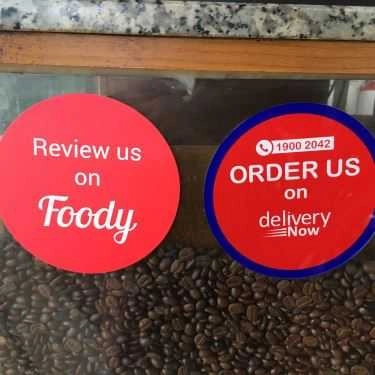 Review us
on
Foody
1900 2042
ORDER US
on
delivery
Now